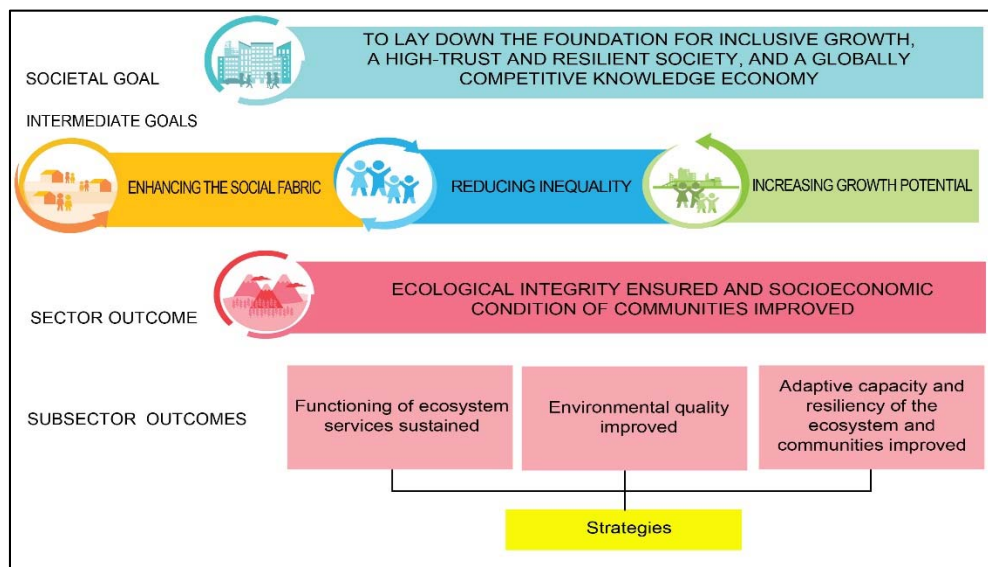 SOCIETAL GOAL
TO LAY DOWN THE FOUNDATION FOR INCLUSIVE GROWTH,
A HIGH-TRUST AND RESILIENT SOCIETY, AND A GLOBALLY
COMPETITIVE KNOWLEDGE ECONOMY
INTERMEDIATE GOALS
ENHANCING THE SOCIAL FABRIC
REDUCING INEQUALITY
INCREASING GROWTH POTENTIAL
SECTOR OUTCOME
ECOLOGICAL INTEGRITY ENSURED AND SOCIOECONOMIC
CONDITION OF COMMUNITIES IMPROVED
SUBSECTOR OUTCOMES
Functioning of ecosystem
services sustained
Environmental quality
improved
Adaptive capacity and
resiliency of the
ecosystem and
communities improved
Strategies